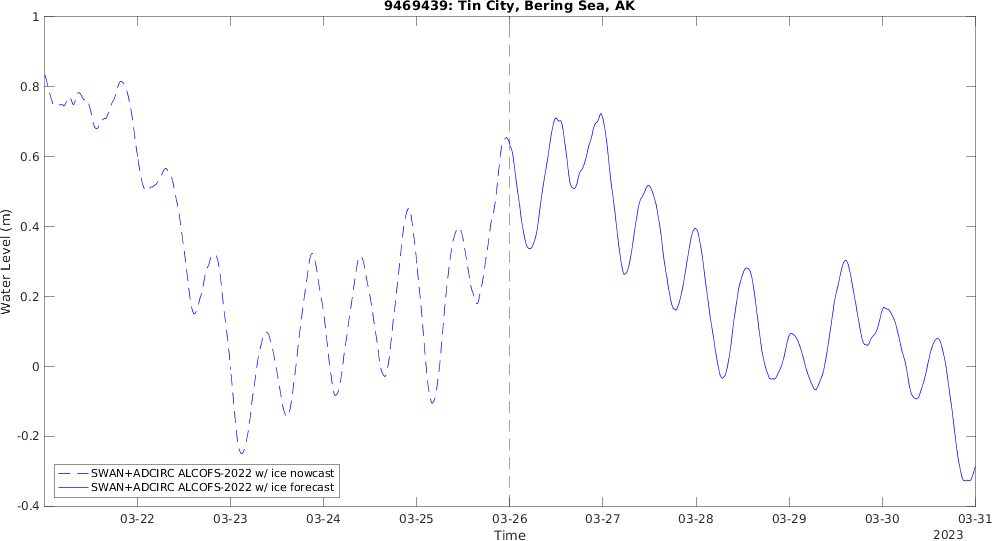 9469439: Tin City, Bering Sea, AK
1
0.8
0.6
0.4
0.2
0
-0.2
-0.4
Water Level (m)
SWAN+ADCIRC ALCOFS-2022 w/ ice nowcast
SWAN+ADCIRC ALCOFS-2022 w/ ice forecast
03-22 03-23 03-24 03-25 03-26 03-27 03-28 03-29 03-30 03-31
Time
2023